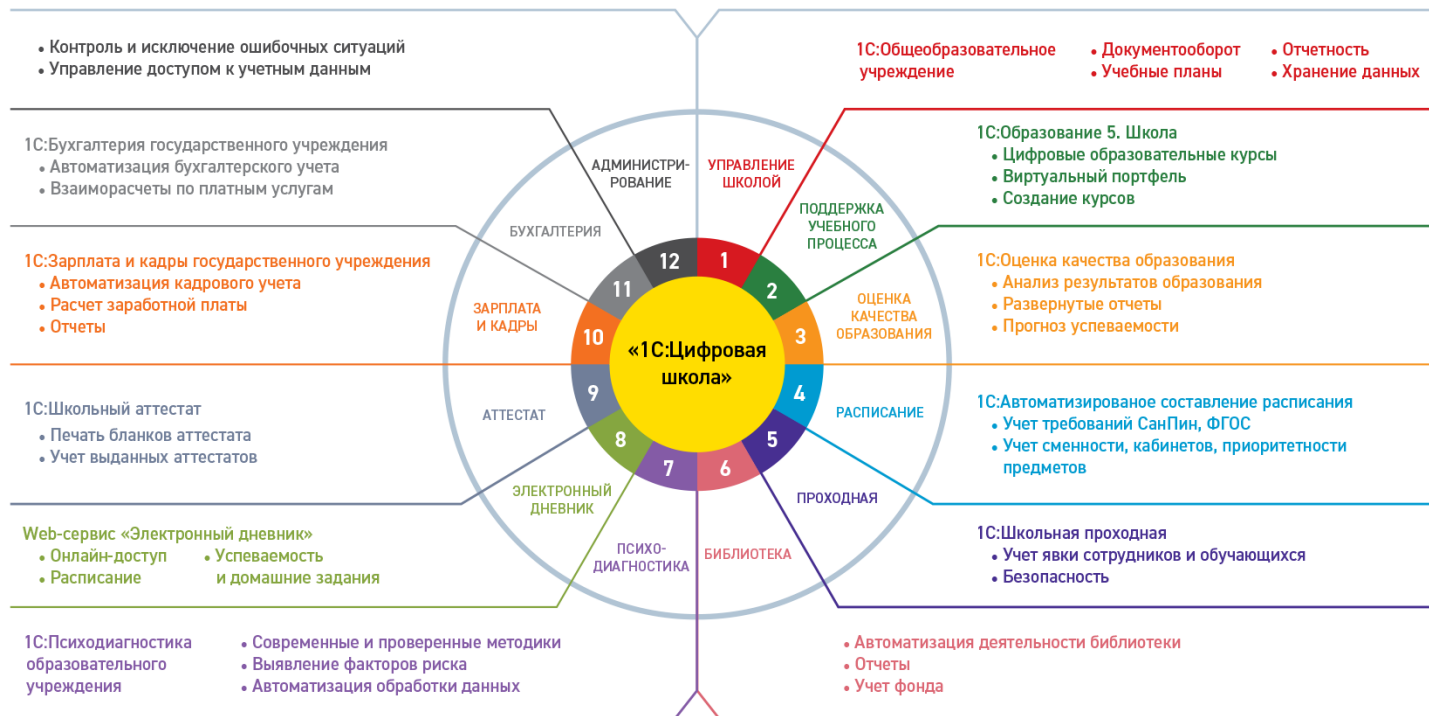 • Контроль и исключение ошибочных ситуаций
• Управление доступом к учетным данным
1С:Общеобразовательное
учреждение
• Документооборот
• Учебные планы
• Отчетность
• Хранение данных
1С:Бухгалтерия государственного учреждения
• Автоматизация бухгалтерского учета
• Взаиморасчеты по платным услугам
1С:Образование 5. Школа
• Цифровые образовательные курсы
• Виртуальный портфель
• Создание курсов
1С:Зарплата и кадры государственного учреждения
• Автоматизация кадрового учета
• Расчет заработной платы
• Отчеты
1С:Оценка качества образования
• Анализ результатов образования
• Развернутые отчеты
• Прогноз успеваемости
1С:Школьный аттестат
• Печать бланков аттестата
• Учет выданных аттестатов
1С:Автоматизированое составление расписания
• Учет требований СанПин, ФГОС
• Учет сменности, кабинетов, приоритетности
предметов
Web-сервис «Электронный дневник»
• Онлайн-доступ
• Расписание
• Успеваемость
и домашние задания
1С:Школьная проходная
• Учет явки сотрудников и обучающихся
• Безопасность
1С:Психодиагностика
образовательного
учреждения
• Современные и проверенные методики
• Выявление факторов риска
• Автоматизация обработки данных
• Автоматизация деятельности библиотеки
• Отчеты
• Учет фонда
«1С:Цифровая
школа»
1
УПРАВЛЕНИЕ
ШКОЛОЙ
2
ПОДДЕРЖКА
УЧЕБНОГО
ПРОЦЕССА
3
ОЦЕНКА
КАЧЕСТВА
ОБРАЗОВАНИЯ
4
РАСПИСАНИЕ
5
ПРОХОДНАЯ
6
БИБЛИОТЕКА
7
ПСИХО-
ДИАГНОСТИКА
8
ЭЛЕКТРОННЫЙ
ДНЕВНИК
9
АТТЕСТАТ
10
ЗАРПЛАТА
И КАДРЫ
11
БУХГАЛТЕРИЯ
12
АДМИНИСТРИ-
РОВАНИЕ